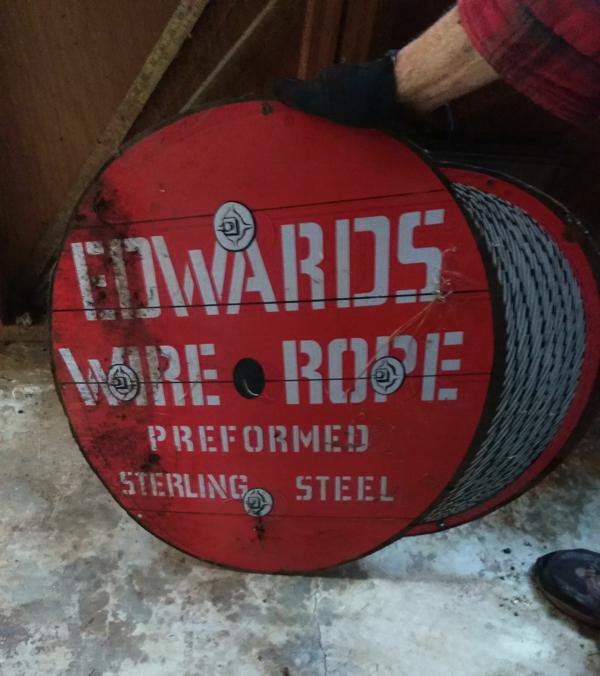 EDWARDS
WIRE ROPE
PREFORMED
STERLING STEEL